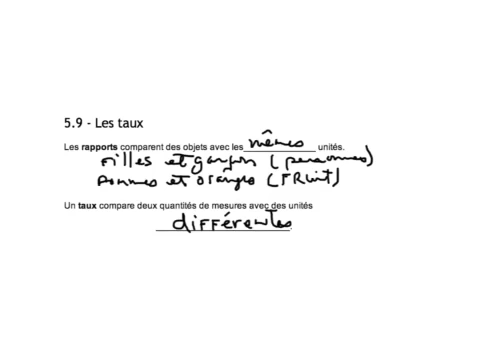 5.9 - Les taux
Les rapports comparent des objets avec les mêmes unités.
filles et garçon (personnes)
Pommes et oranges (FRuit)
Un taux compare deux quantités de mesures avec des unités
différentes.